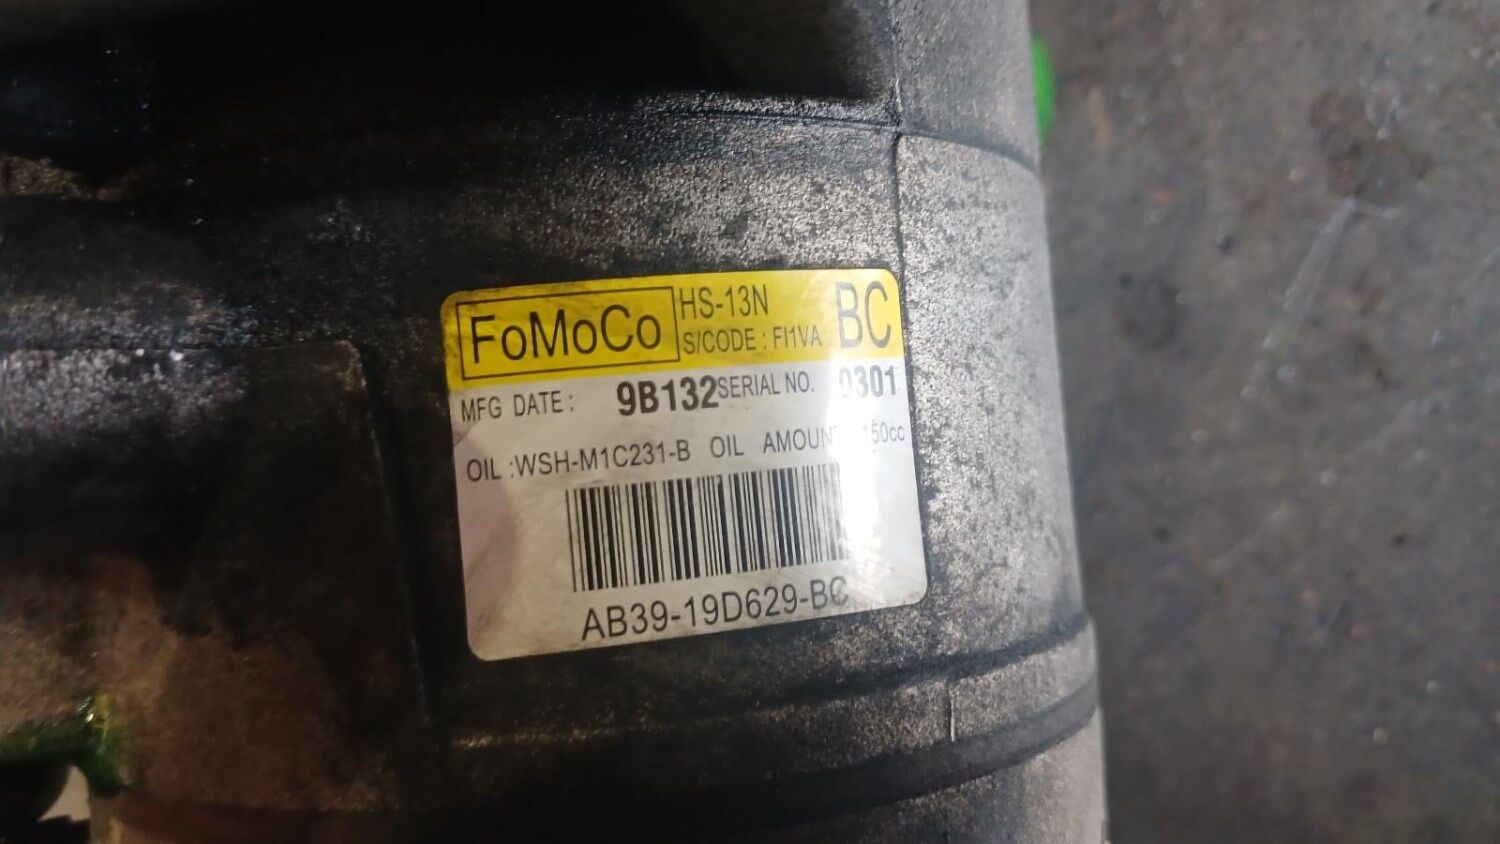 FoMoCo HS-13N BC
S/CODE : FI1VA
MFG DATE : 9B132 SERIAL NO. 0301
OIL :WSH-M1C231-B OIL AMOUNT 150cc
AB39-19D629-BC